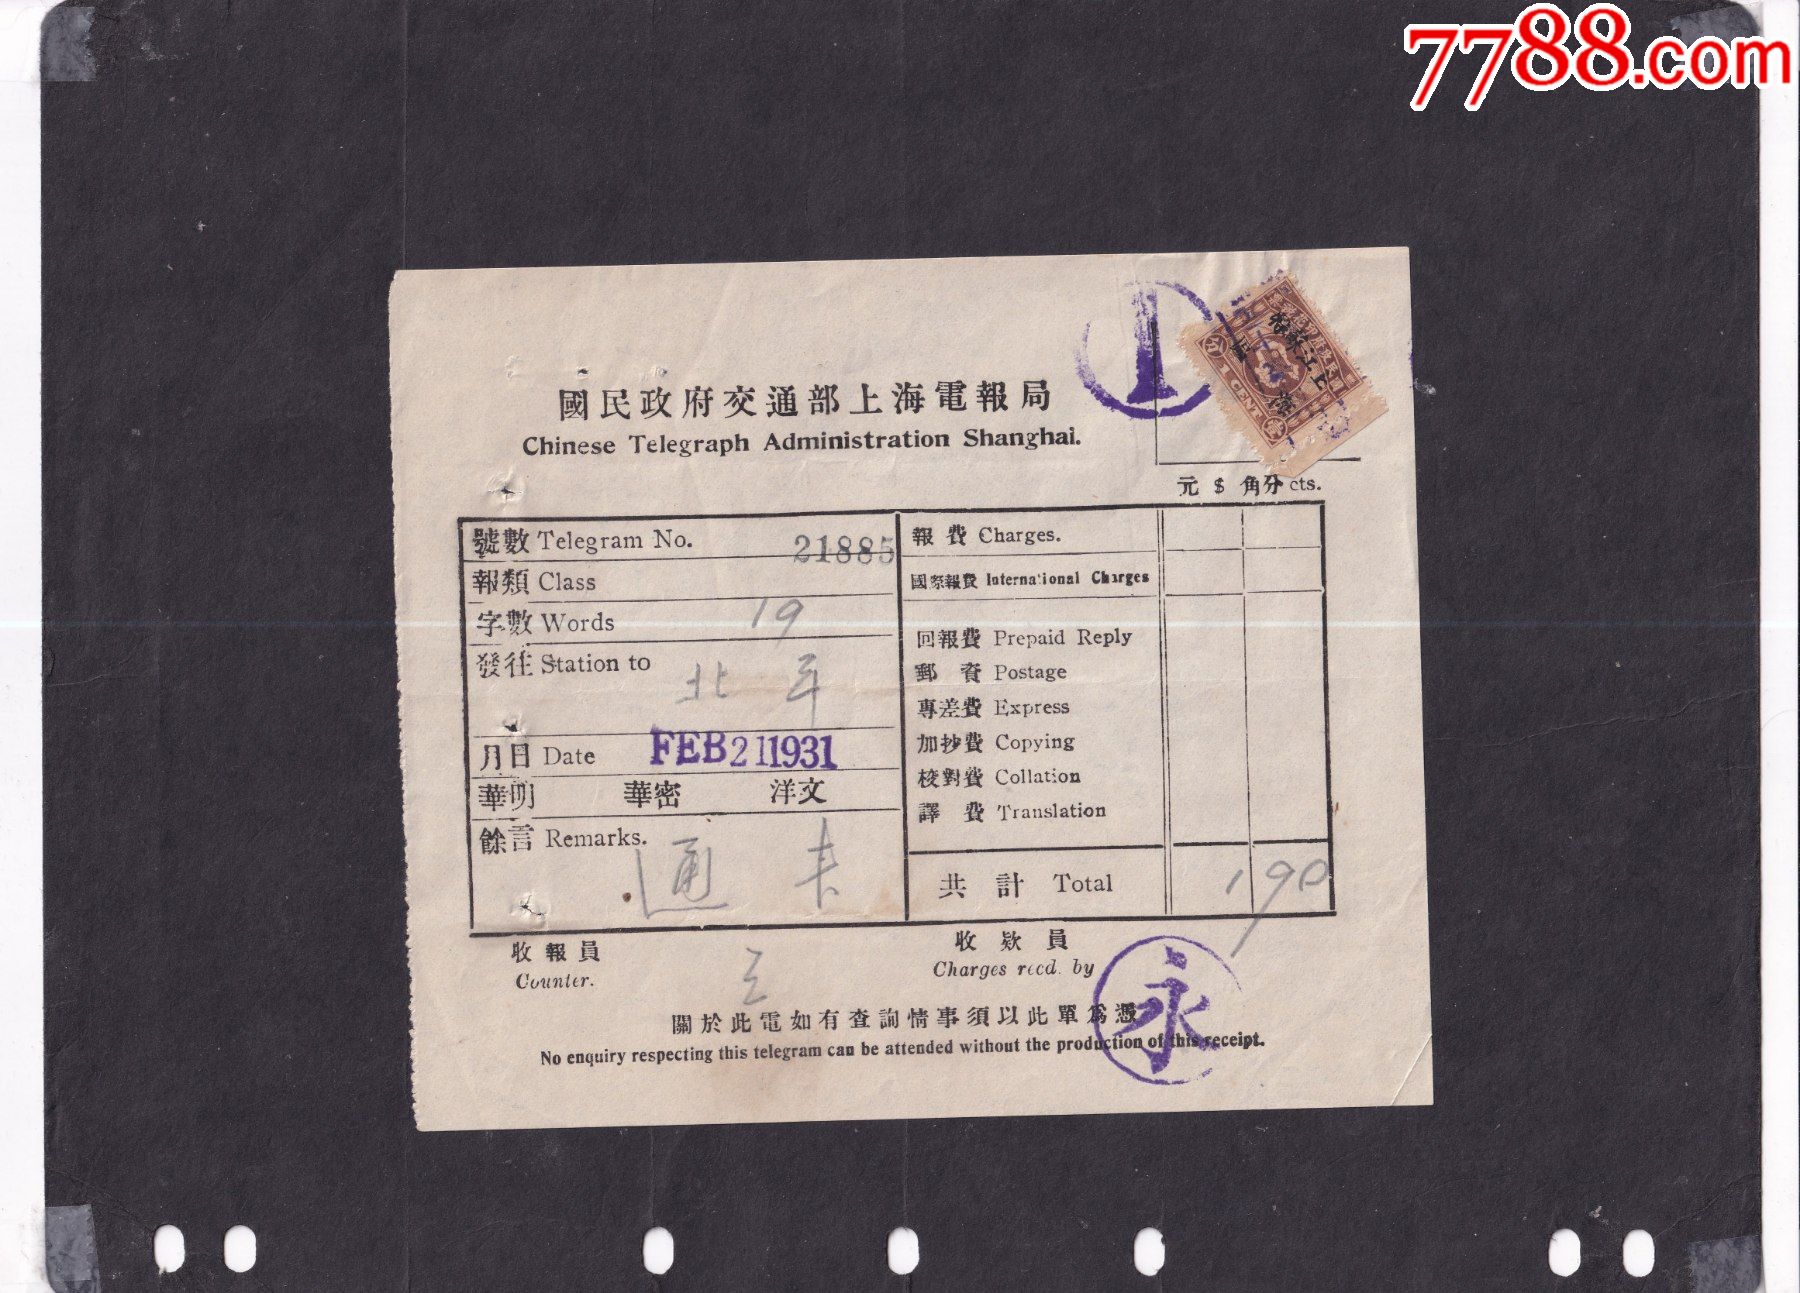 7788.com
國民政府交通部上海電報局
Chinese Telegraph Administration Shanghai.
1 CENT
元 $ 角分 cts.
號數 Telegram No. 21885
報類 Class
字數 Words 19
發往 Station to 北平
月日 Date FEB 21 1931
華明 華密 洋文
餘言 Remarks.
報費 Charges.
國際報費 International Charges
回報費 Prepaid Reply
郵資 Postage
專差費 Express
加抄費 Copying
校對費 Collation
譯費 Translation
共計 Total 190
收報員
Counter.
收欵員
Charges recd. by
永
關於此電如有查詢情事須以此單爲憑
No enquiry respecting this telegram can be attended without the production of this receipt.